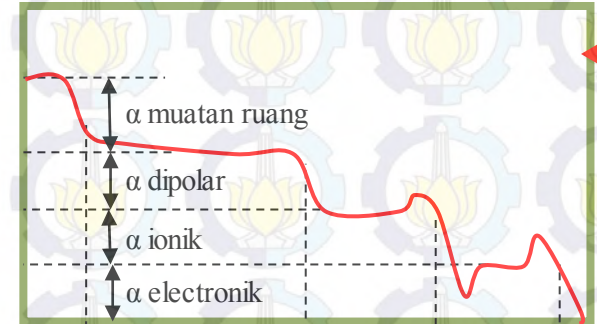 α muatan ruang
α dipolar
α ionik
α electronik